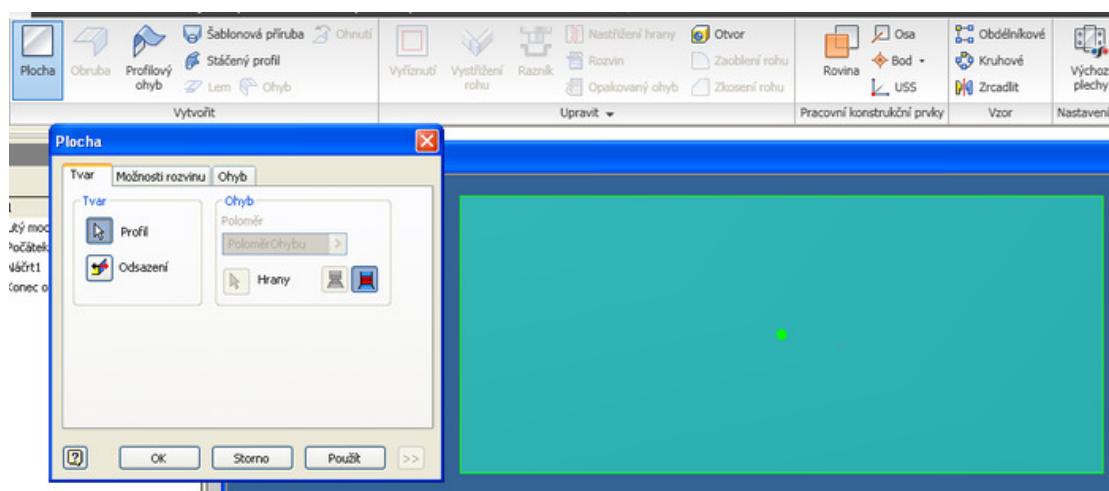 Plocha
Obruba
Profilový ohyb
Šablonová příruba
Stáčený profil
Lem
Ohyb
Ohnutí
Vytvořit
Vyříznutí
Vystřižení rohu
Razník
Nastřižení hrany
Rozvin
Opakovaný ohyb
Otvor
Zaoblení rohu
Zkosení rohu
Upravit
Rovina
Osa
Bod
USS
Pracovní konstrukční prvky
Obdélníkové
Kruhové
Zrcadlit
Vzor
Výchoz
plechy
Nastavení
Plocha
Tvar
Možnosti rozvinu
Ohyb
Tvar
Profil
Odsazení
Ohyb
Poloměr
PoloměrOhybu
>
Hrany
?
OK
Storno
Použít
>>
utý moc
Počátek
Náčrt1
Konec o